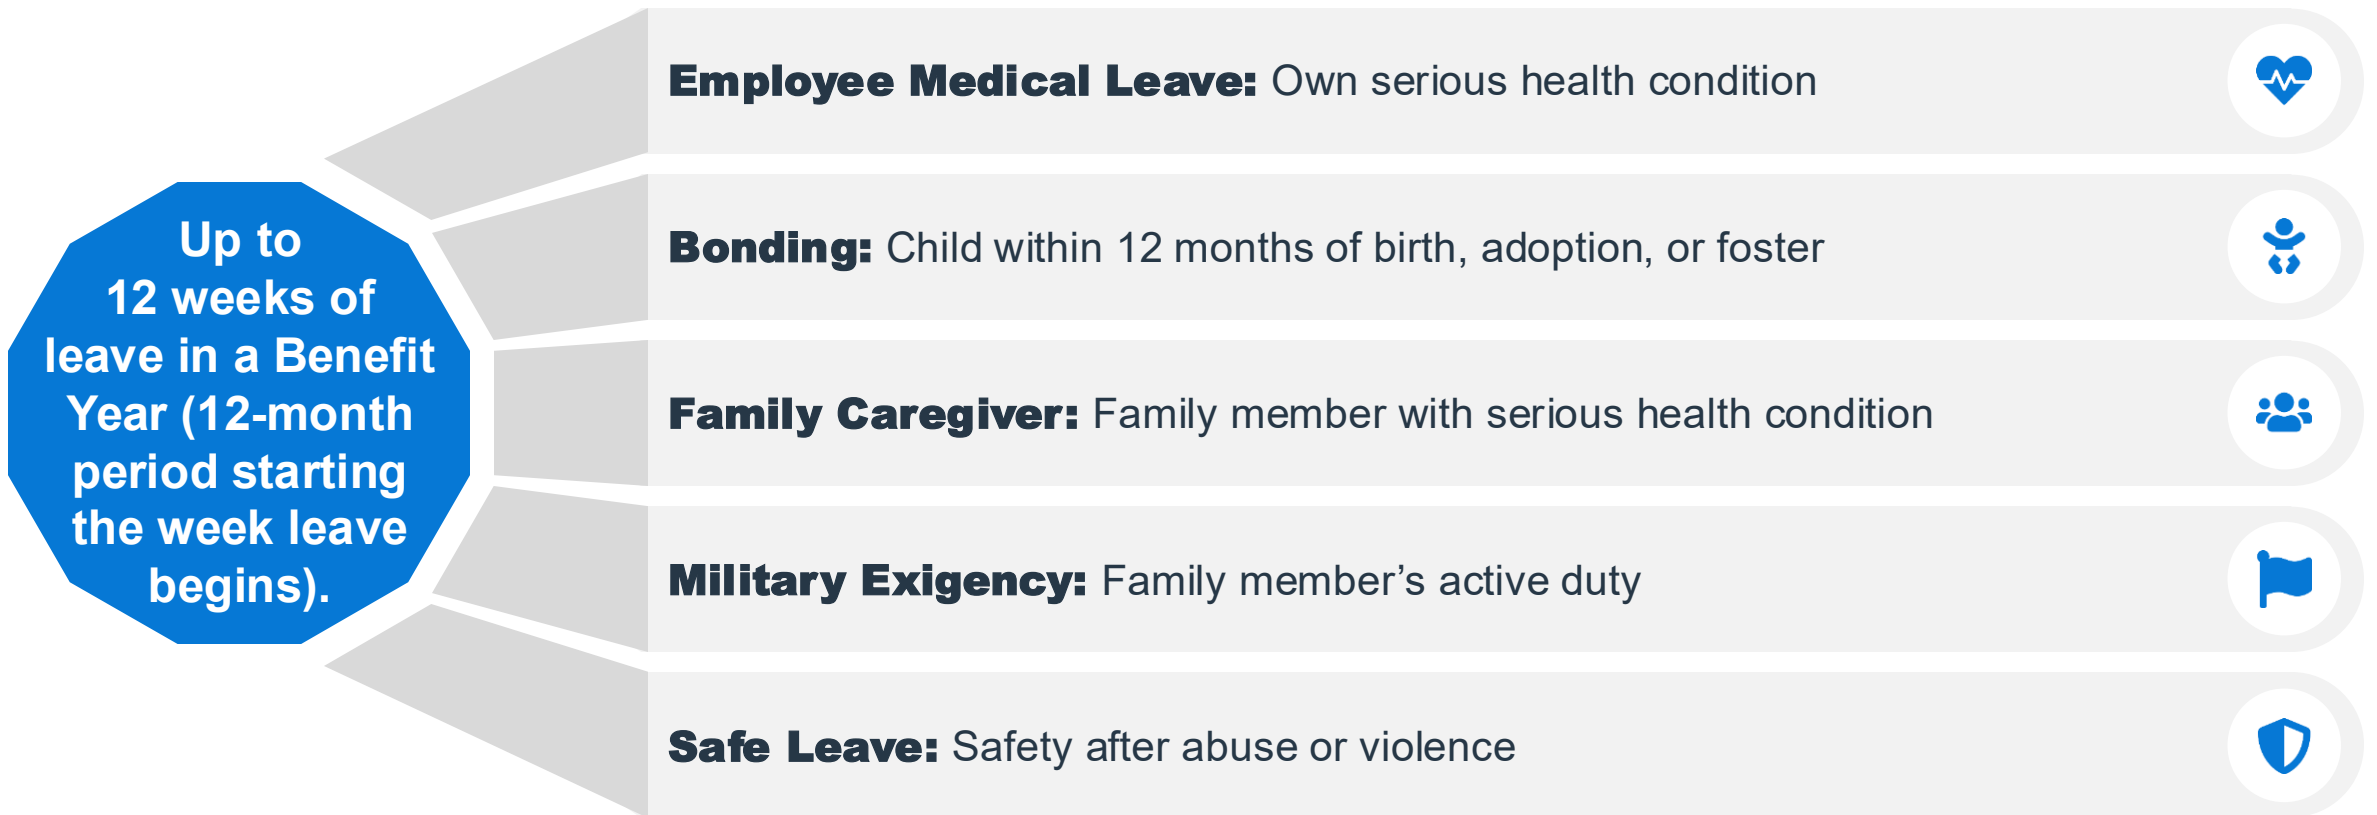 Up to
12 weeks of
leave in a Benefit
Year (12-month
period starting
the week leave
begins).
Employee Medical Leave: Own serious health condition
Bonding: Child within 12 months of birth, adoption, or foster
Family Caregiver: Family member with serious health condition
Military Exigency: Family member’s active duty
Safe Leave: Safety after abuse or violence